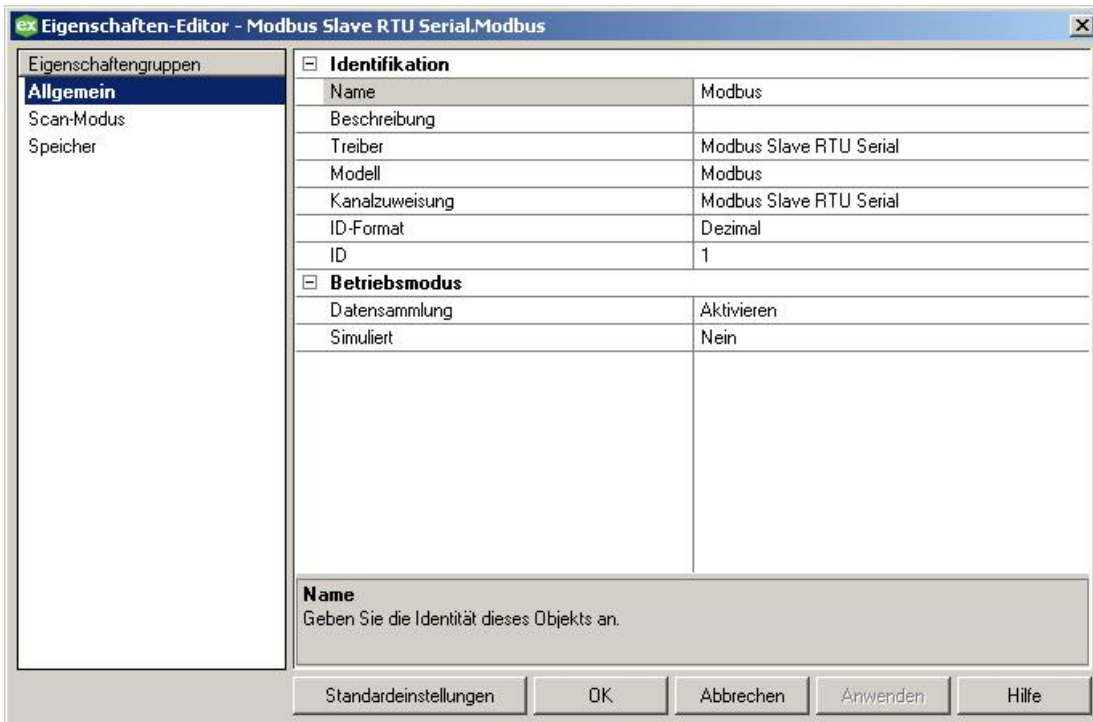 ex Eigenschaften-Editor - Modbus Slave RTU Serial.Modbus
Eigenschaftengruppen
Allgemein
Scan-Modus
Speicher
Identifikation
Name Modbus
Beschreibung
Treiber Modbus Slave RTU Serial
Modell Modbus
Kanalzuweisung Modbus Slave RTU Serial
ID-Format Dezimal
ID 1
Betriebsmodus
Datensammlung Aktivieren
Simuliert Nein
Name
Geben Sie die Identität dieses Objekts an.
Standardeinstellungen OK Abbrechen Anwenden Hilfe